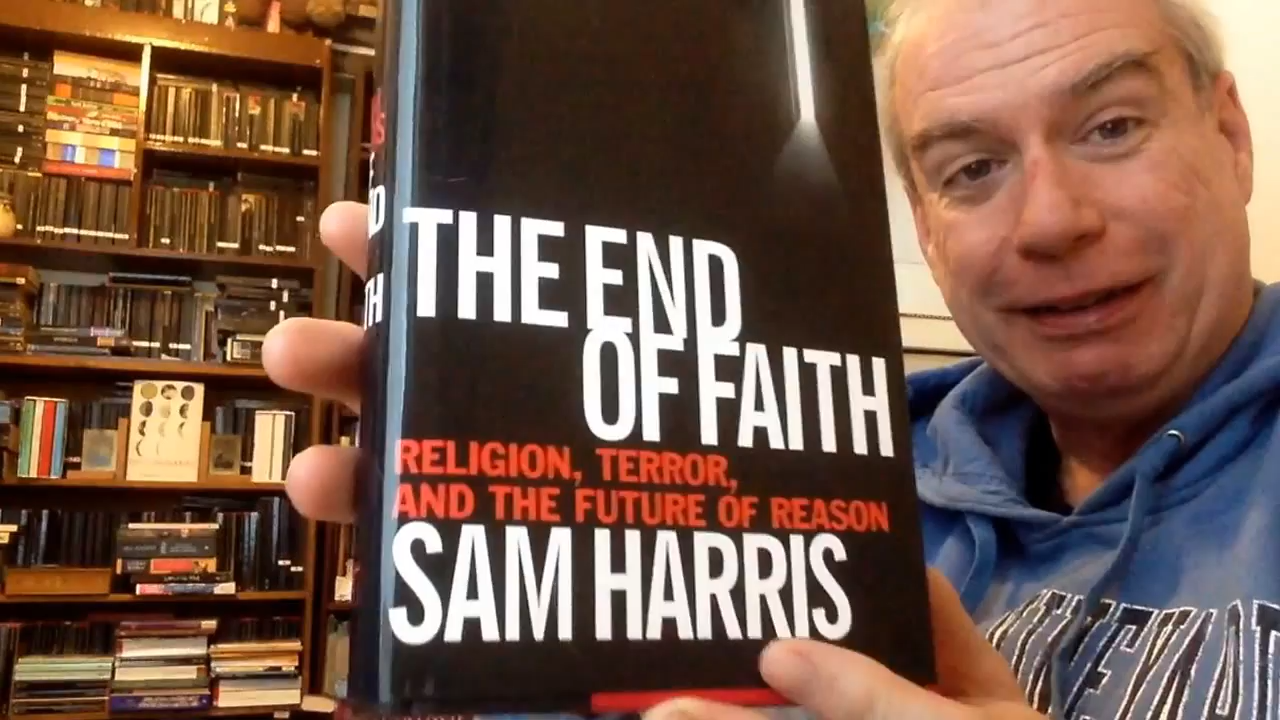 THE END
OF FAITH
RELIGION, TERROR,
AND THE FUTURE OF REASON
SAM HARRIS